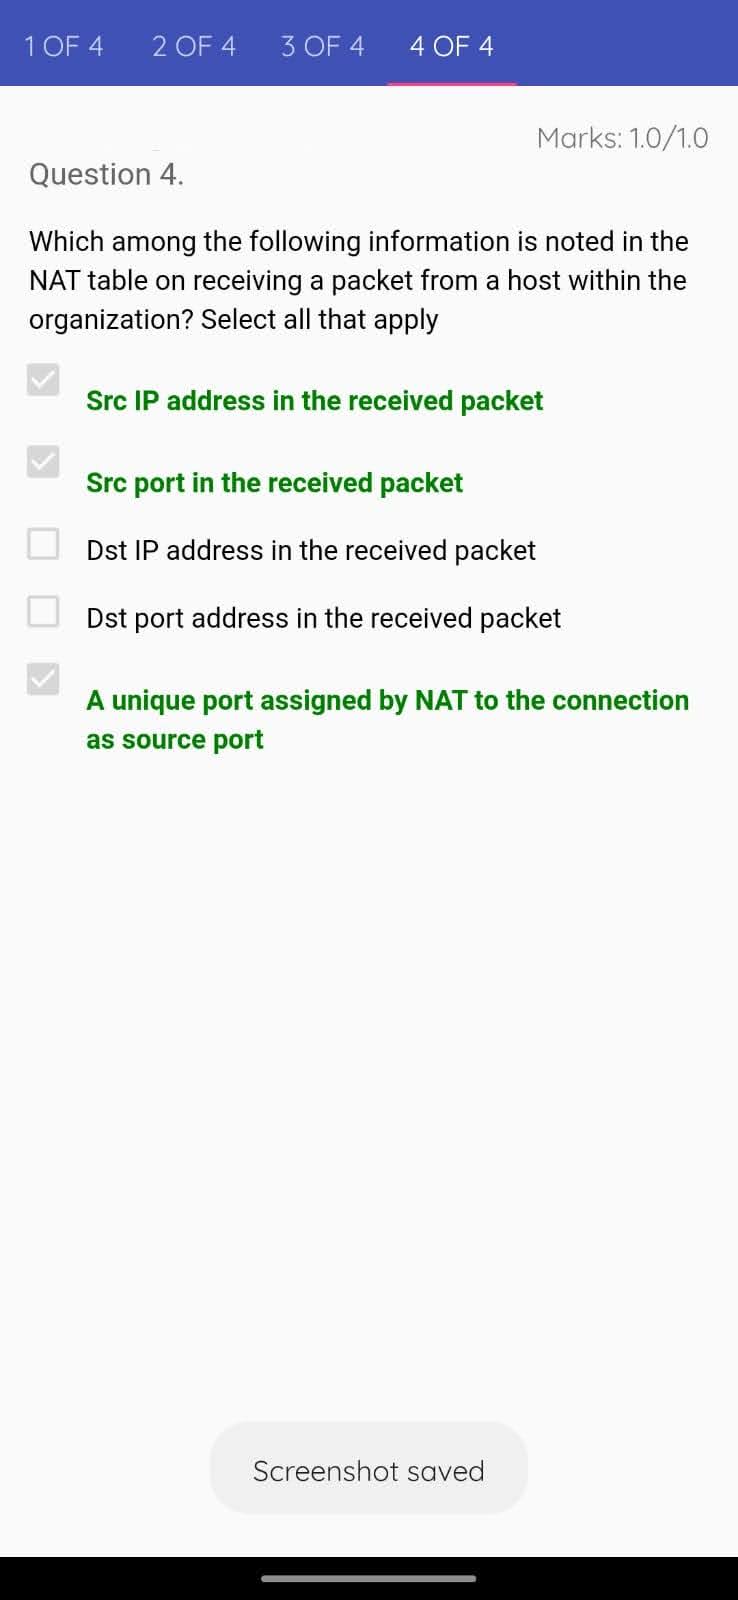 1 OF 4 2 OF 4 3 OF 4 4 OF 4
Marks: 1.0/1.0
Question 4.
Which among the following information is noted in the
NAT table on receiving a packet from a host within the
organization? Select all that apply
Src IP address in the received packet
Src port in the received packet
Dst IP address in the received packet
Dst port address in the received packet
A unique port assigned by NAT to the connection
as source port
Screenshot saved